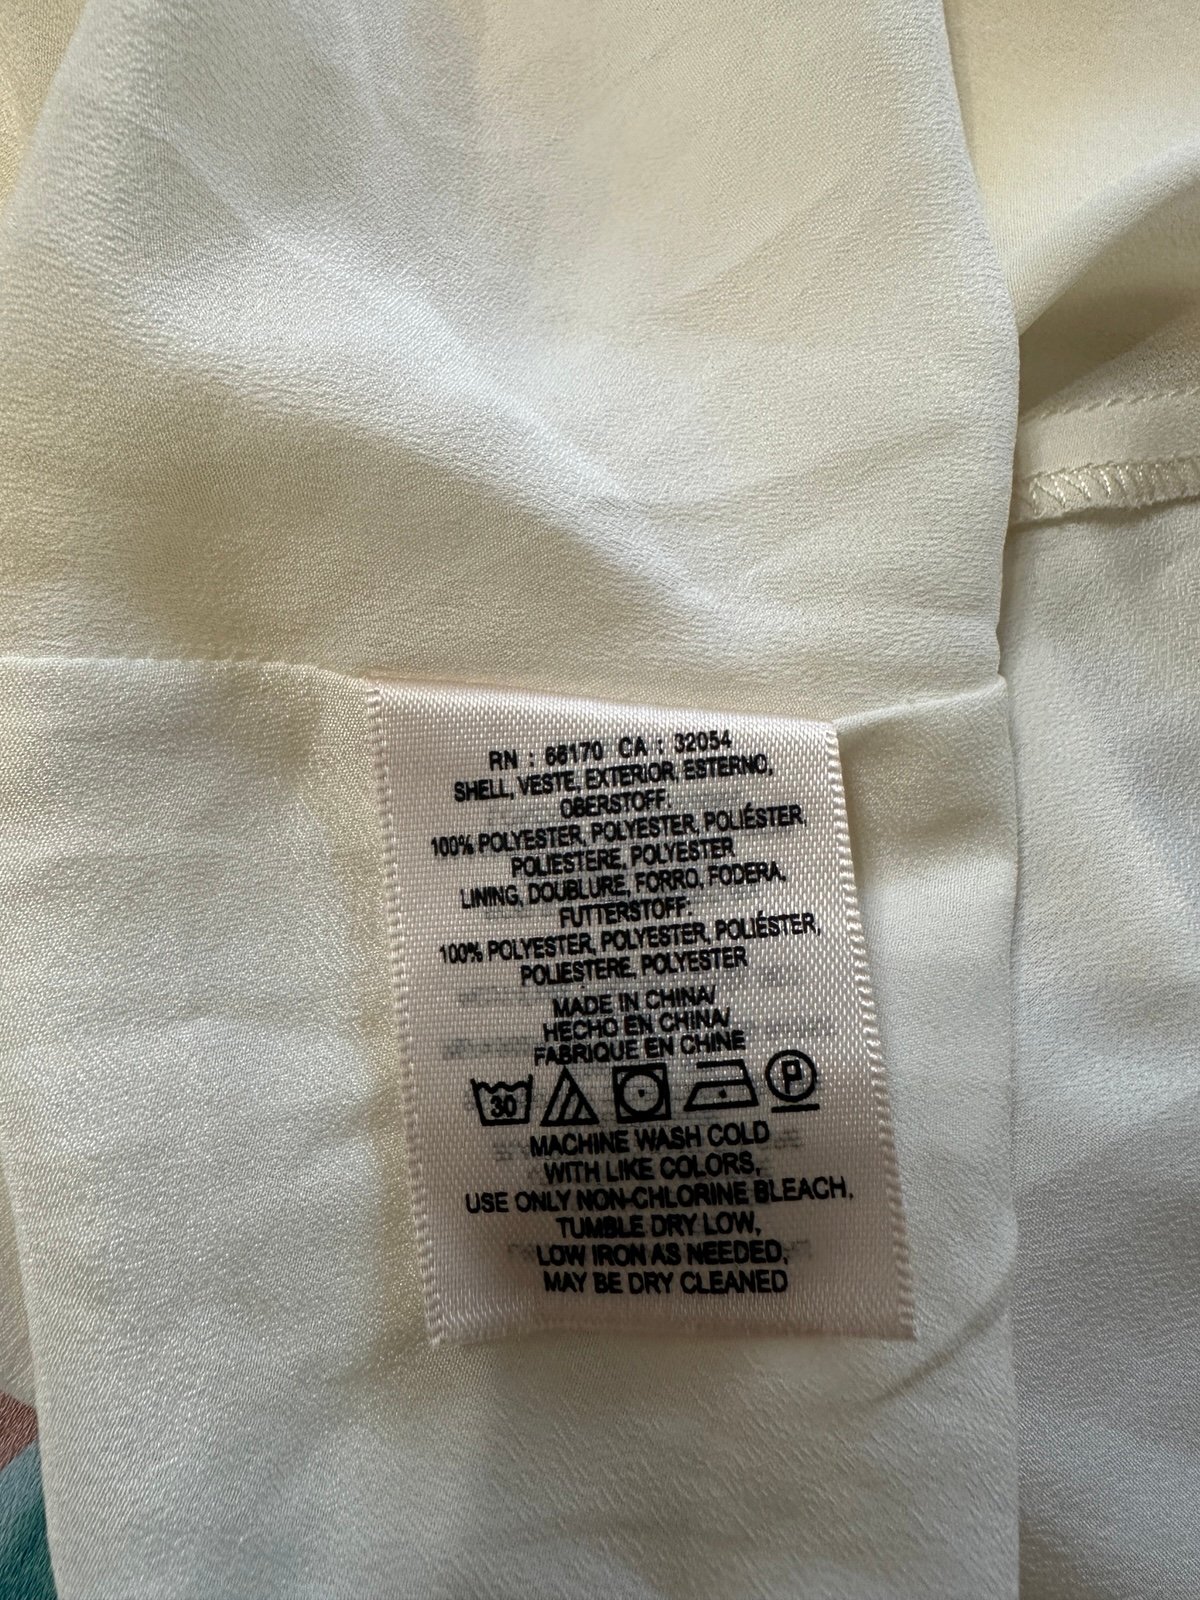 RN : 66170 CA : 32054
SHELL, VESTE, EXTERIOR, ESTERNO,
OBERSTOFF:
100% POLYESTER, POLYESTER, POLIÉSTER,
POLIESTERE, POLYESTER
LINING, DOUBLURE, FORRO, FODERA,
FUTTERSTOFF:
100% POLYESTER, POLYESTER, POLIÉSTER,
POLIESTERE, POLYESTER
MADE IN CHINA/
HECHO EN CHINA/
FABRIQUE EN CHINE
30 P
MACHINE WASH COLD
WITH LIKE COLORS,
USE ONLY NON-CHLORINE BLEACH,
TUMBLE DRY LOW,
LOW IRON AS NEEDED,
MAY BE DRY CLEANED